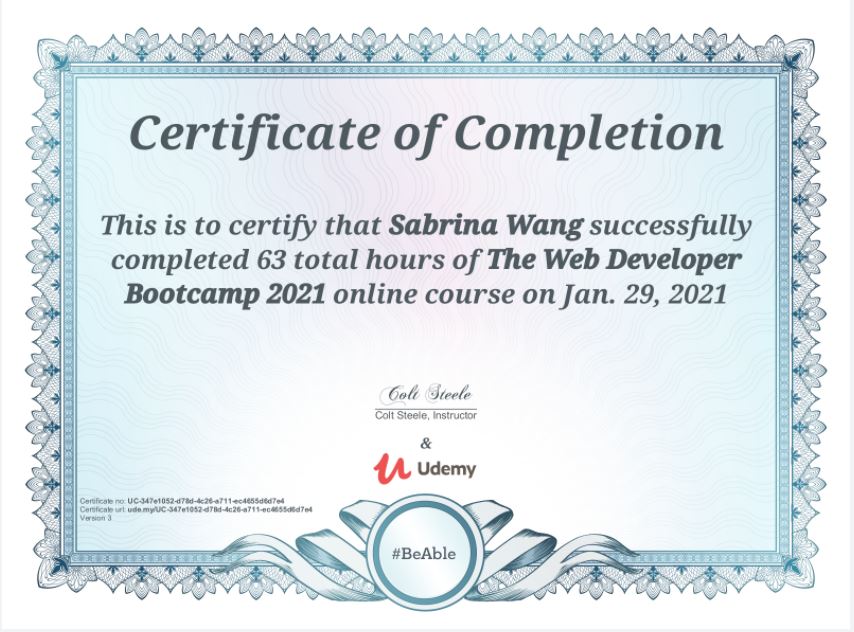 Certificate of Completion
This is to certify that Sabrina Wang successfully
completed 63 total hours of The Web Developer
Bootcamp 2021 online course on Jan. 29, 2021
Colt Steele
Colt Steele, Instructor
&
Udemy
Certificate no: UC-347e1052-d78d-4c26-a711-ec4655d6d7e4
Certificate url: ude.my/UC-347e1052-d78d-4c26-a711-ec4655d6d7e4
Version 3
#BeAble